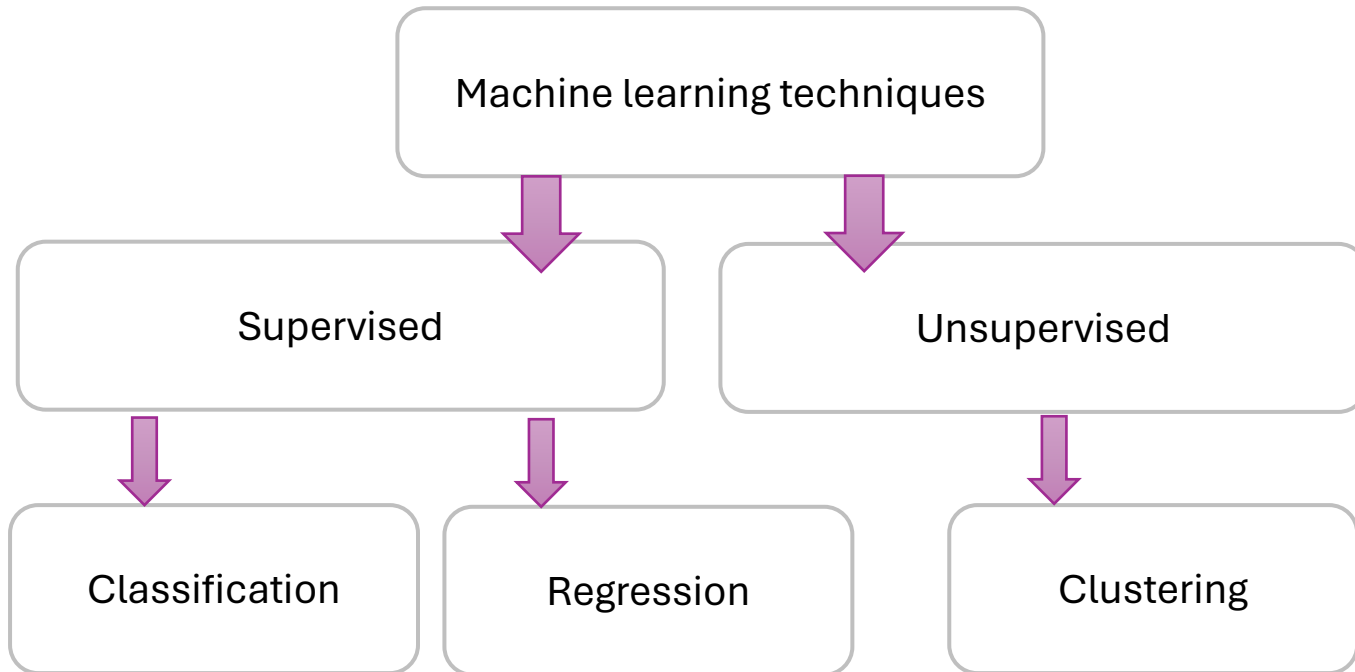 Machine learning techniques
Supervised
Unsupervised
Classification
Regression
Clustering